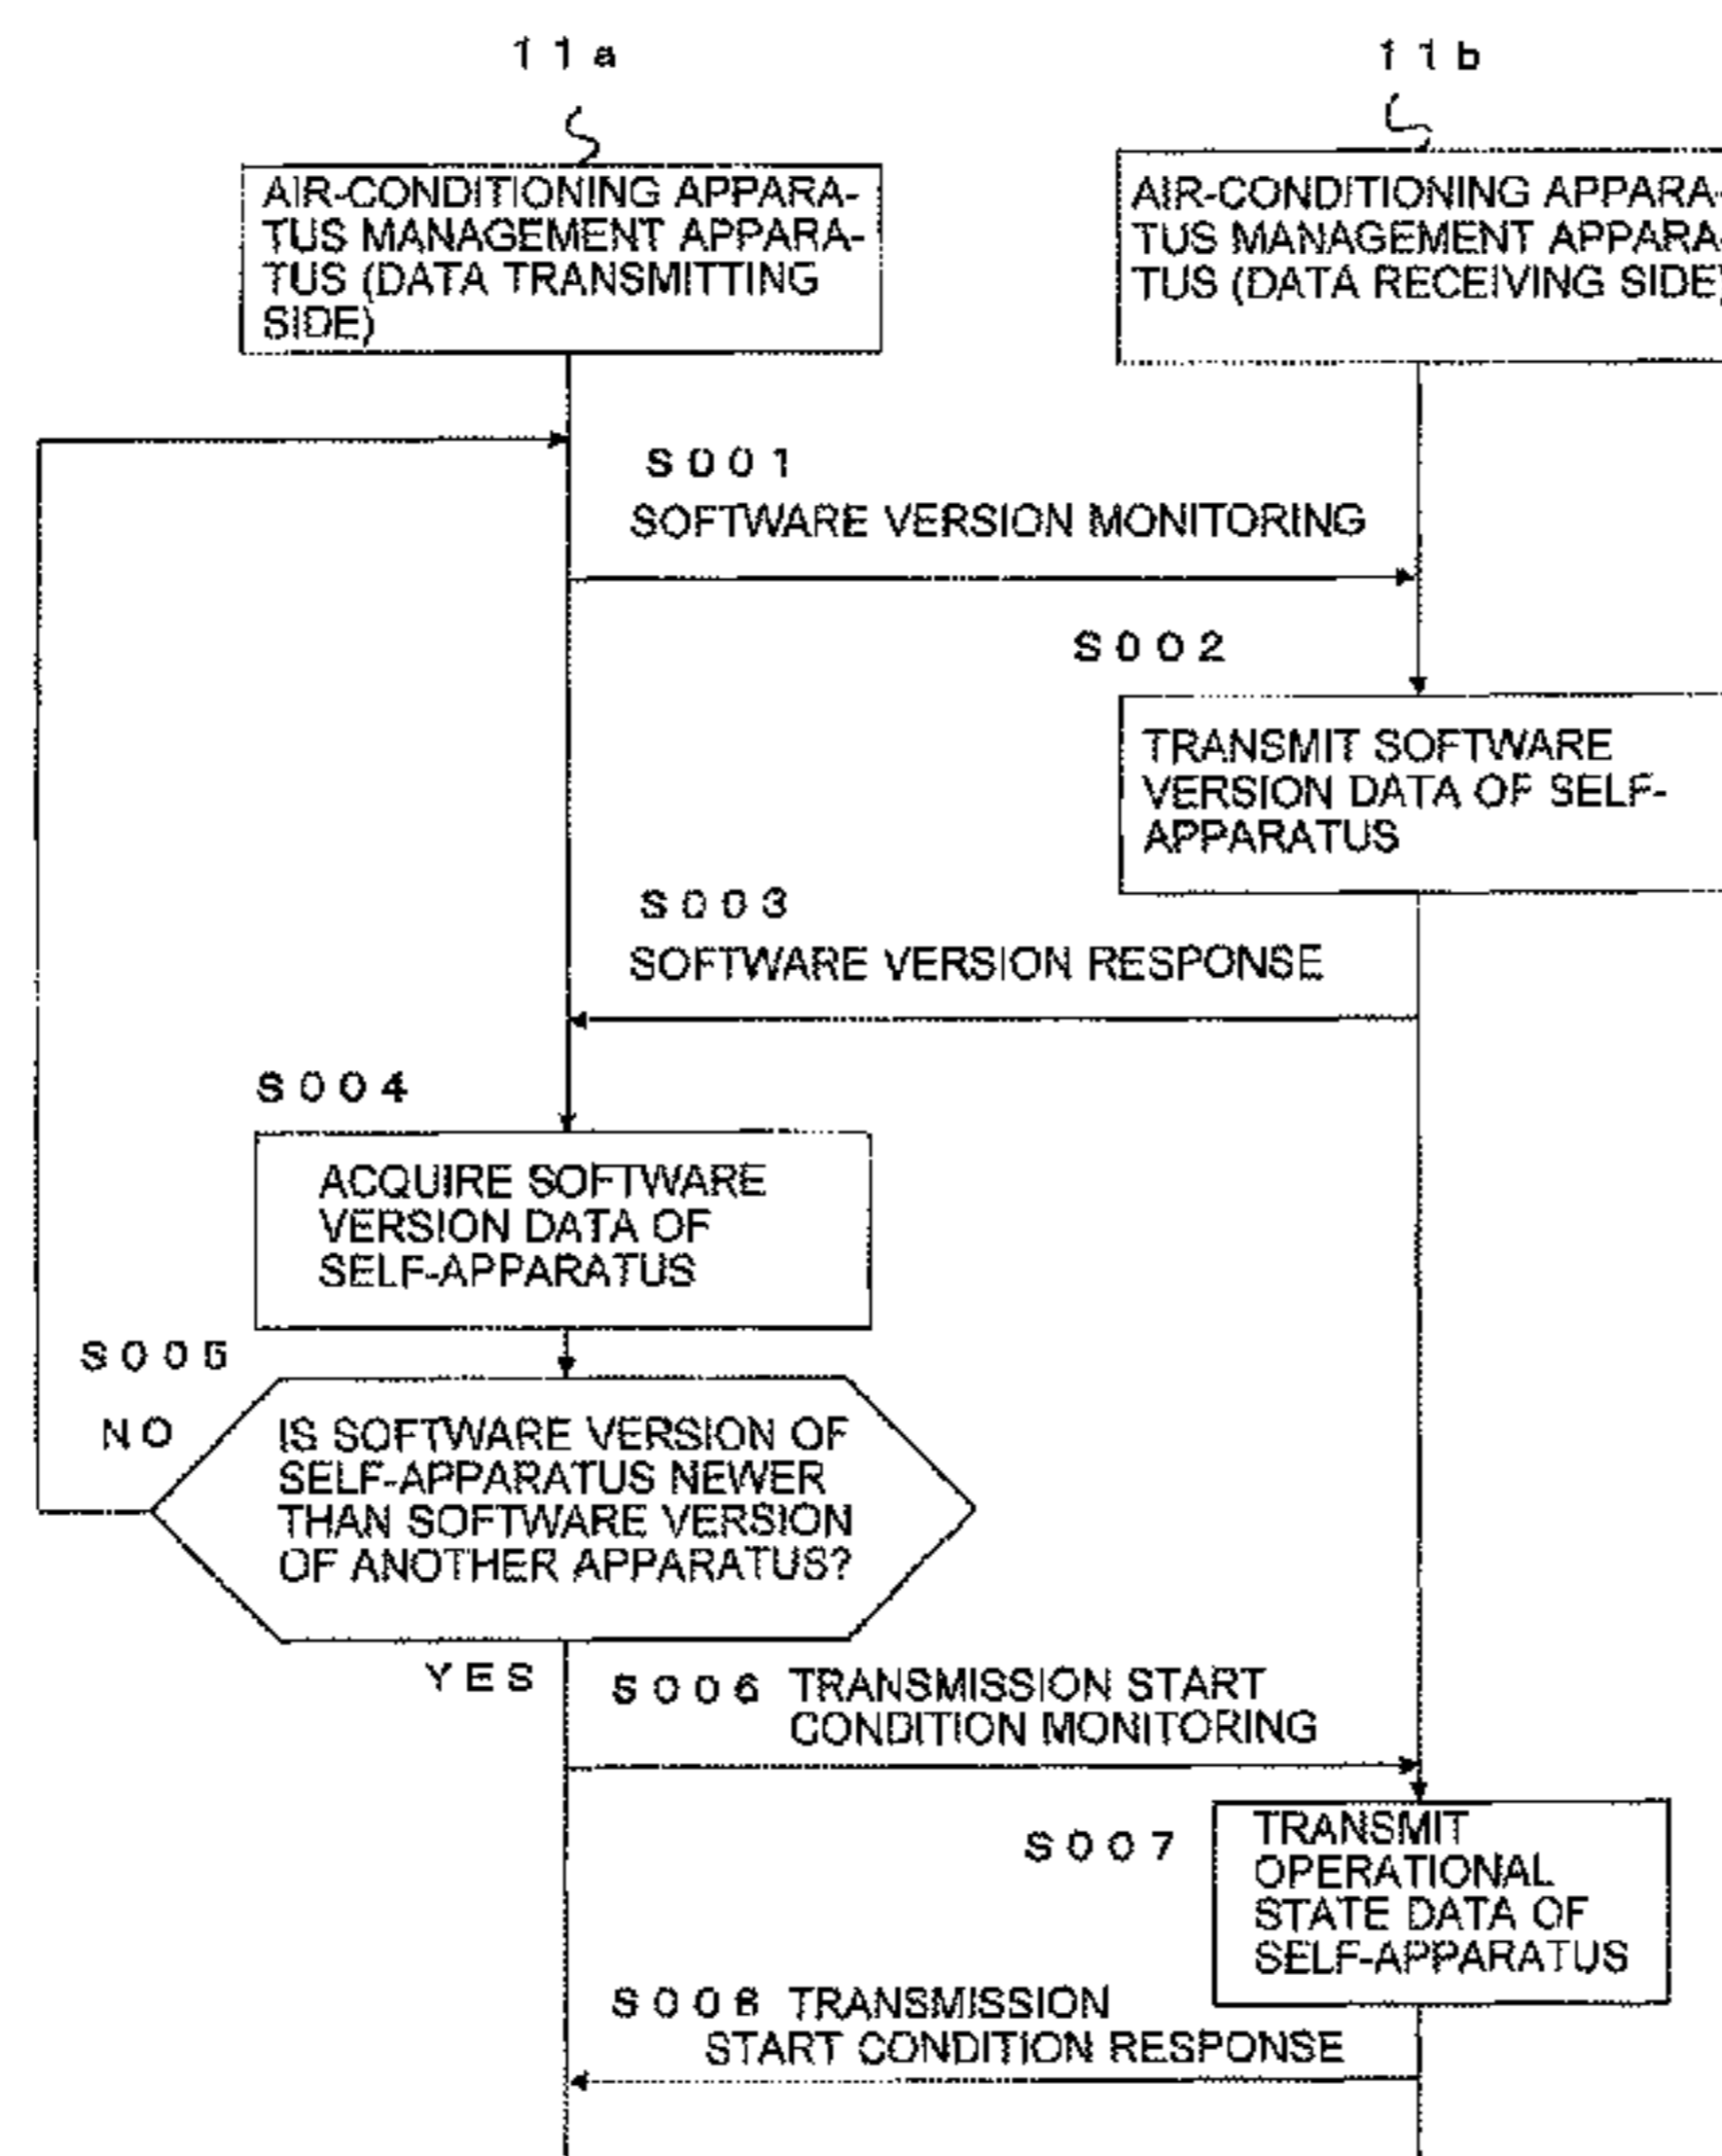 11a
11b
AIR-CONDITIONING APPARA-
TUS MANAGEMENT APPARA-
TUS (DATA TRANSMITTING
SIDE)
AIR-CONDITIONING APPARA-
TUS MANAGEMENT APPARA-
TUS (DATA RECEIVING SIDE)
S001
SOFTWARE VERSION MONITORING
S002
TRANSMIT SOFTWARE
VERSION DATA OF SELF-
APPARATUS
S003
SOFTWARE VERSION RESPONSE
S004
ACQUIRE SOFTWARE
VERSION DATA OF
SELF-APPARATUS
S005
NO
IS SOFTWARE VERSION OF
SELF-APPARATUS NEWER
THAN SOFTWARE VERSION
OF ANOTHER APPARATUS?
YES
S006 TRANSMISSION START
CONDITION MONITORING
S007
TRANSMIT
OPERATIONAL
STATE DATA OF
SELF-APPARATUS
S008 TRANSMISSION
START CONDITION RESPONSE